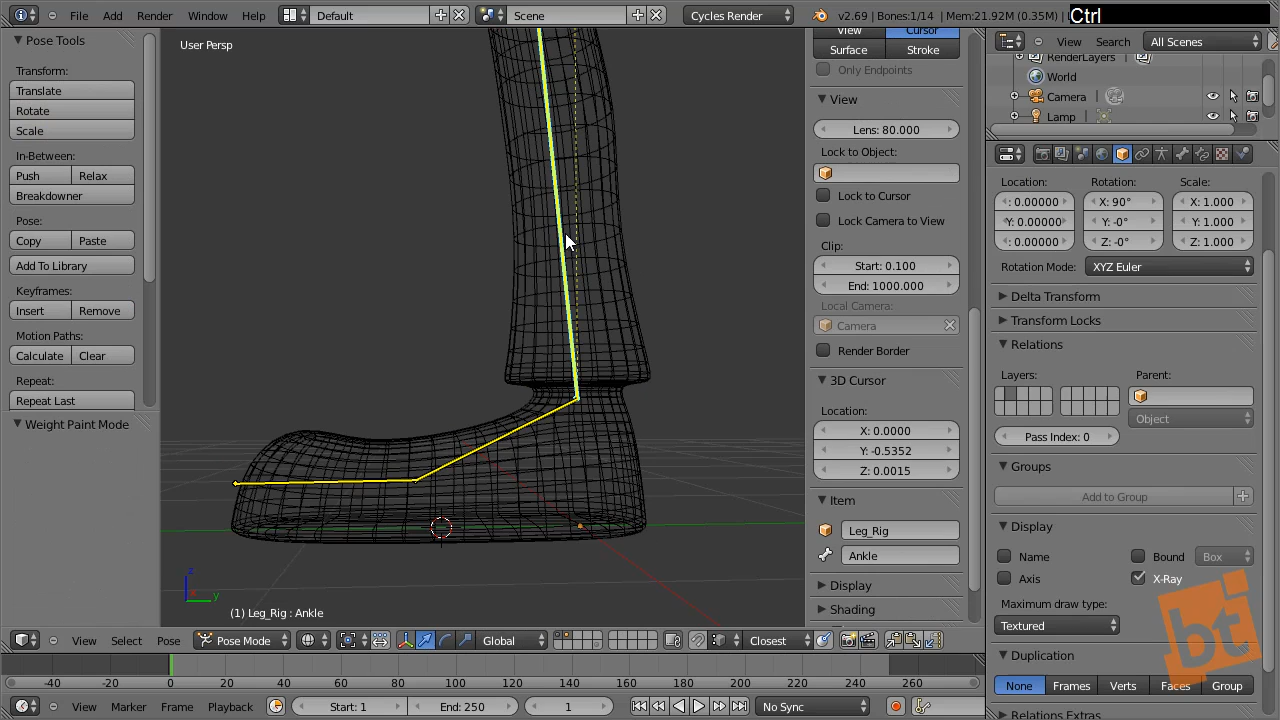 File Add Render Window Help Default Scene Cycles Render v2.69 | Bones:1/14 | Mem:21.92M (0.35M) | Ctrl
Pose Tools
Transform:
Translate
Rotate
Scale
In-Between:
Push Relax
Breakdowner
Pose:
Copy Paste
Add To Library
Keyframes:
Insert Remove
Motion Paths:
Calculate Clear
Repeat:
Repeat Last
Weight Paint Mode
User Persp
z
y
(1) Leg_Rig : Ankle
View Cursor
Surface Stroke
Only Endpoints
View
Lens: 80.000
Lock to Object:
Lock to Cursor
Lock Camera to View
Clip:
Start: 0.100
End: 1000.000
Local Camera:
Camera
Render Border
3D Cursor
Location:
X: 0.0000
Y: -0.5352
Z: 0.0015
Item
Leg_Rig
Ankle
Display
Shading
View Search All Scenes
RenderLayers
World
Camera
Lamp
Location: Rotation: Scale:
: 0.00000 X: 90° X: 1.000
Y: 0.00000 Y: -0° Y: 1.000
: 0.00000 Z: -0° Z: 1.000
Rotation Mode: XYZ Euler
Delta Transform
Transform Locks
Relations
Layers: Parent:
Object
Pass Index: 0
Groups
Add to Group
Display
Name Bound Box
Axis X-Ray
Maximum draw type:
Textured
Duplication
None Frames Verts Faces Group
Relations Extras
bt
View Select Pose Pose Mode Global Closest
-40 -20 0 20 40 60 80 100 120 140 160 180 200 220 240 260
View Marker Frame Playback Start: 1 End: 250 1 No Sync